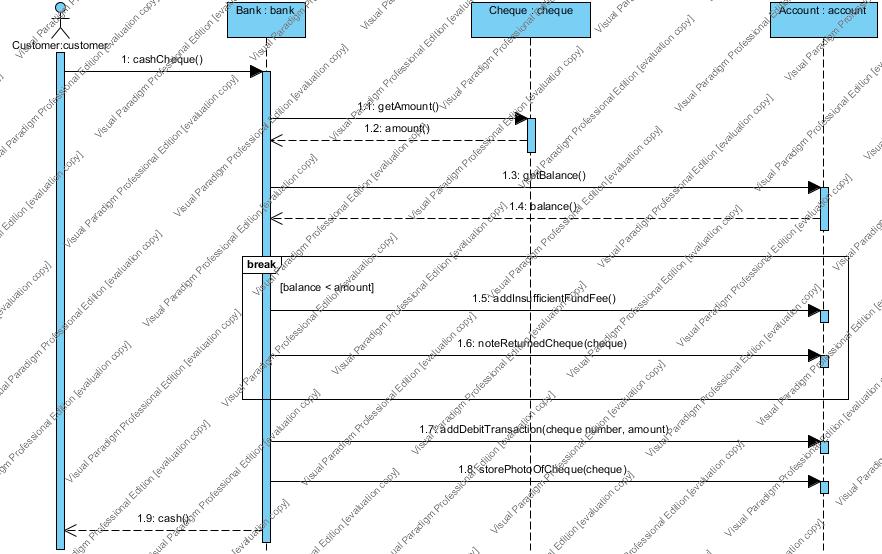 Bank : bank
Cheque : cheque
Account : account
Customer:customer
1: cashCheque()
1.1: getAmount()
1.2: amount()
1.3: getBalance()
1.4: balance()
break
[balance < amount]
1.5: addInsufficientFundFee()
1.6: noteReturnedCheque(cheque)
1.7: addDebitTransaction(cheque number, amount)
1.8: storePhotoOfCheque(cheque)
1.9: cash()
Visual Paradigm Professional Edition [evaluation copy]